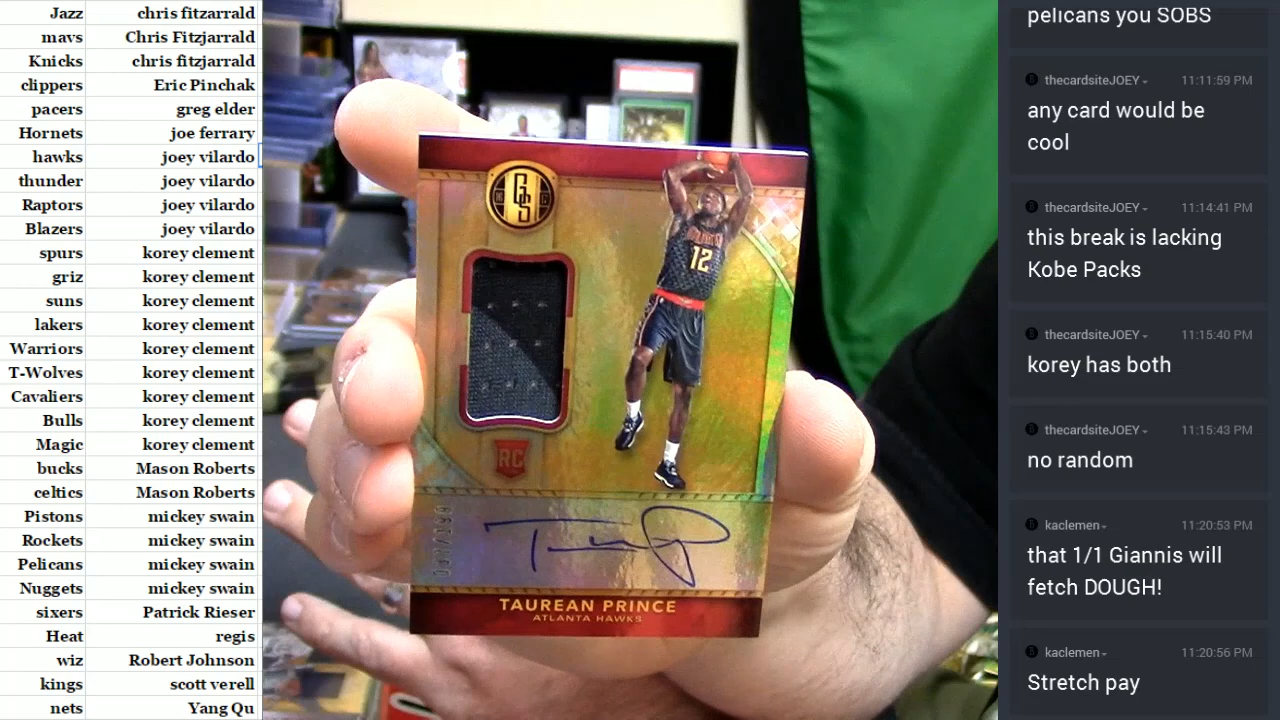 Jazz chris fitzarrald
mavs Chris Fitzjarrald
Knicks chris fitzjarrald
clippers Eric Pinchak
pacers greg elder
Hornets joe ferrary
hawks joey vilardo
thunder joey vilardo
Raptors joey vilardo
Blazers joey vilardo
spurs korey clement
griz korey clement
suns korey clement
lakers korey clement
Warriors korey clement
T-Wolves korey clement
Cavaliers korey clement
Bulls korey clement
Magic korey clement
bucks Mason Roberts
celtics Mason Roberts
Pistons mickey swain
Rockets mickey swain
Pelicans mickey swain
Nuggets mickey swain
sixers Patrick Rieser
Heat regis
wiz Robert Johnson
kings scott verell
nets Yang Qu
GS
12
RC
TAUREAN PRINCE
ATLANTA HAWKS
pelicans you SOBS
thecardsiteJOEY 11:11:59 PM
any card would be
cool
thecardsiteJOEY 11:14:41 PM
this break is lacking
Kobe Packs
thecardsiteJOEY 11:15:40 PM
korey has both
thecardsiteJOEY 11:15:43 PM
no random
kaclemen 11:20:53 PM
that 1/1 Giannis will
fetch DOUGH!
kaclemen 11:20:56 PM
Stretch pay